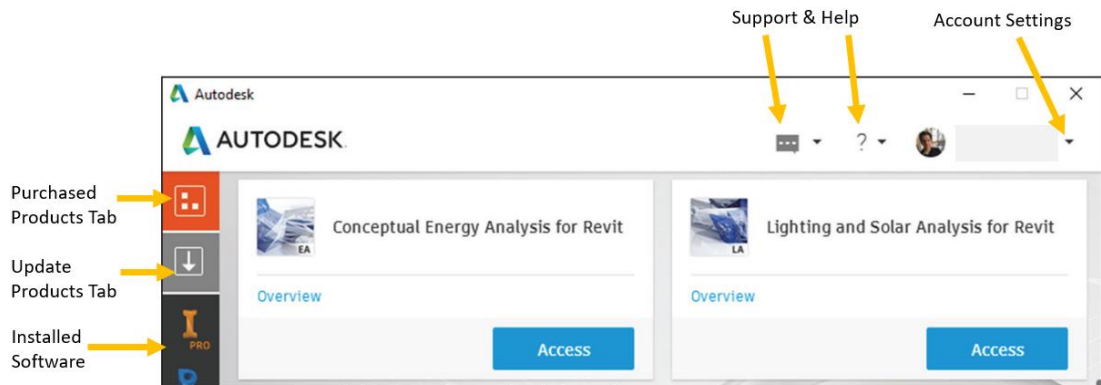 Support & Help
Account Settings
Autodesk
AUTODESK.
?
Purchased
Products Tab
Conceptual Energy Analysis for Revit
EA
Lighting and Solar Analysis for Revit
LA
Update
Products Tab
Overview
Overview
Installed
Software
I
PRO
Access
Access